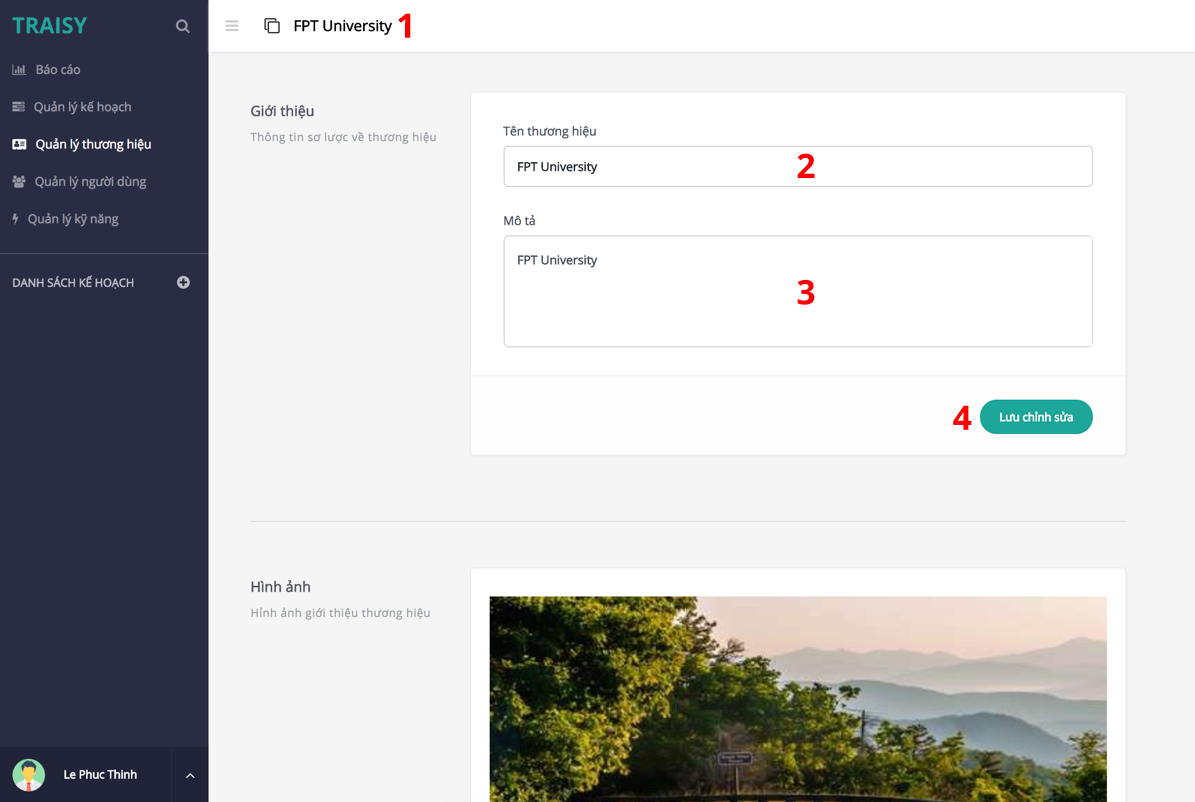 TRAISY
Báo cáo
Quản lý kế hoạch
Quản lý thương hiệu
Quản lý người dùng
Quản lý kỹ năng
DANH SÁCH KẾ HOẠCH
Le Phuc Thinh
FPT University 1
Giới thiệu
Thông tin sơ lược về thương hiệu
Tên thương hiệu
FPT University 2
Mô tả
FPT University
3
4 Lưu chỉnh sửa
Hình ảnh
Hình ảnh giới thiệu thương hiệu